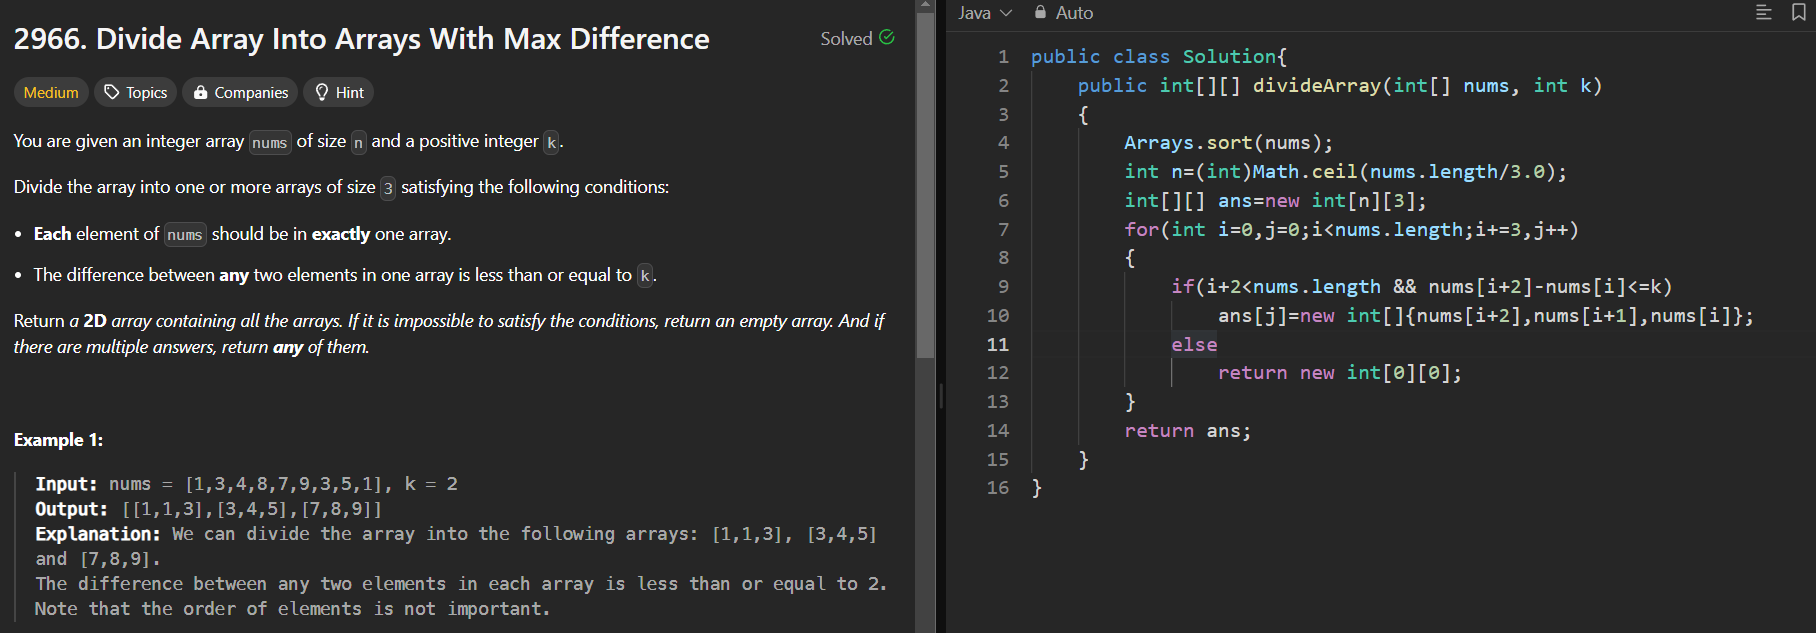 2966. Divide Array Into Arrays With Max Difference
Solved
Medium
Topics
Companies
Hint
You are given an integer array nums of size n and a positive integer k.
Divide the array into one or more arrays of size 3 satisfying the following conditions:
• Each element of nums should be in exactly one array.
• The difference between any two elements in one array is less than or equal to k.
Return a 2D array containing all the arrays. If it is impossible to satisfy the conditions, return an empty array. And if
there are multiple answers, return any of them.
Example 1:
Input: nums = [1,3,4,8,7,9,3,5,1], k = 2
Output: [[1,1,3],[3,4,5],[7,8,9]]
Explanation: We can divide the array into the following arrays: [1,1,3], [3,4,5]
and [7,8,9].
The difference between any two elements in each array is less than or equal to 2.
Note that the order of elements is not important.
Java
Auto
1 public class Solution{
2 public int[][] divideArray(int[] nums, int k)
3 {
4 Arrays.sort(nums);
5 int n=(int)Math.ceil(nums.length/3.0);
6 int[][] ans=new int[n][3];
7 for(int i=0,j=0;i<nums.length;i+=3,j++)
8 {
9 if(i+2<nums.length && nums[i+2]-nums[i]<=k)
10 ans[j]=new int[]{nums[i+2],nums[i+1],nums[i]};
11 else
12 return new int[0][0];
13 }
14 return ans;
15 }
16 }